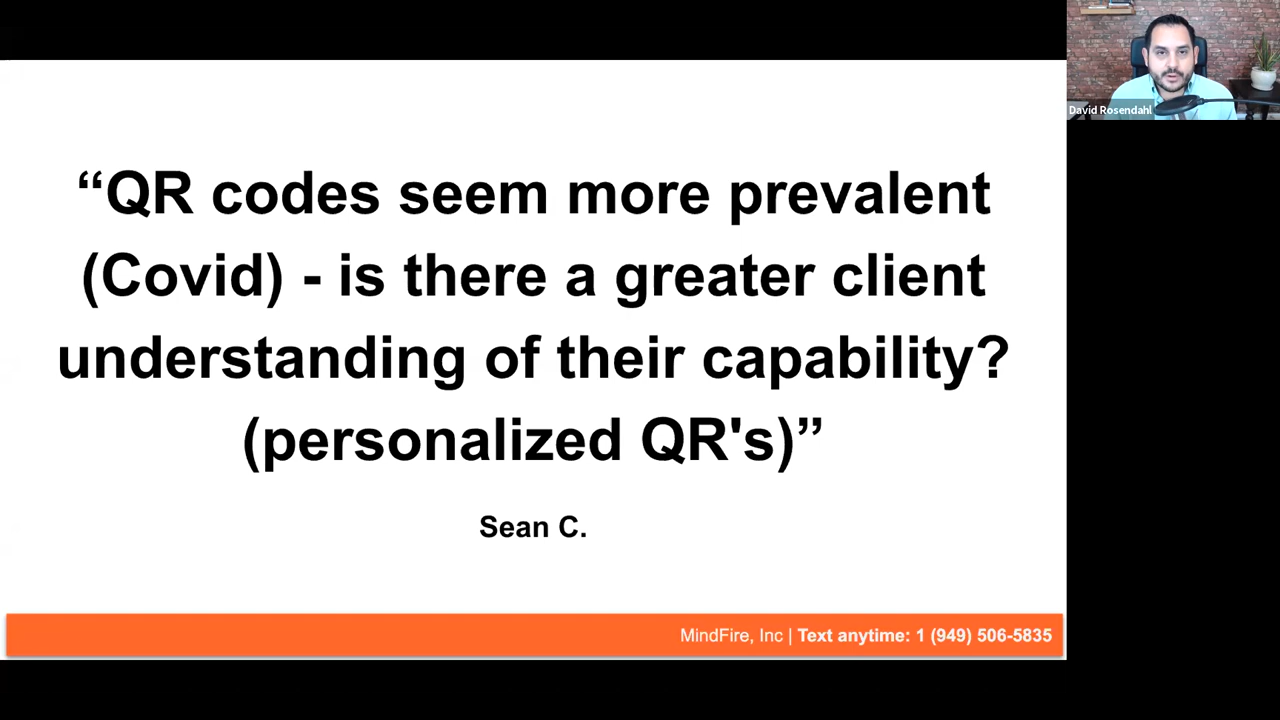 “QR codes seem more prevalent
(Covid) - is there a greater client
understanding of their capability?
(personalized QR's)”
Sean C.
MindFire, Inc | Text anytime: 1 (949) 506-5835
David Rosendahl